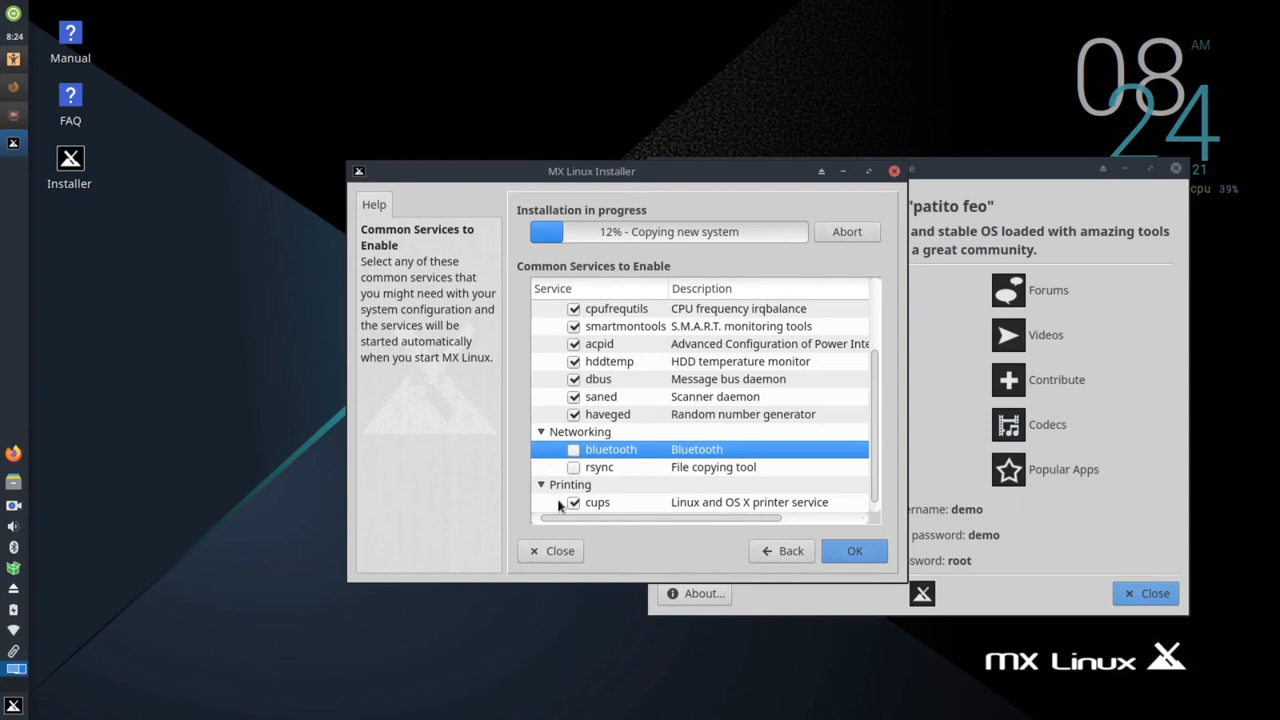 8:24
Manual
FAQ
Installer
08
AM
24
21
cpu 39%
MX Linux Installer
Help
Common Services to
Enable
Select any of these
common services that
you might need with your
system configuration and
the services will be
started automatically
when you start MX Linux.
Installation in progress
12% - Copying new system
Abort
Common Services to Enable
Service Description
cpufrequtils CPU frequency irqbalance
smartmontools S.M.A.R.T. monitoring tools
acpid Advanced Configuration of Power Inte
hddtemp HDD temperature monitor
dbus Message bus daemon
saned Scanner daemon
haveged Random number generator
Networking
bluetooth Bluetooth
rsync File copying tool
Printing
cups Linux and OS X printer service
Close
Back
OK
e
"patito feo"
and stable OS loaded with amazing tools
a great community.
Forums
Videos
Contribute
Codecs
Popular Apps
ername: demo
password: demo
sword: root
About...
Close
MX Linux